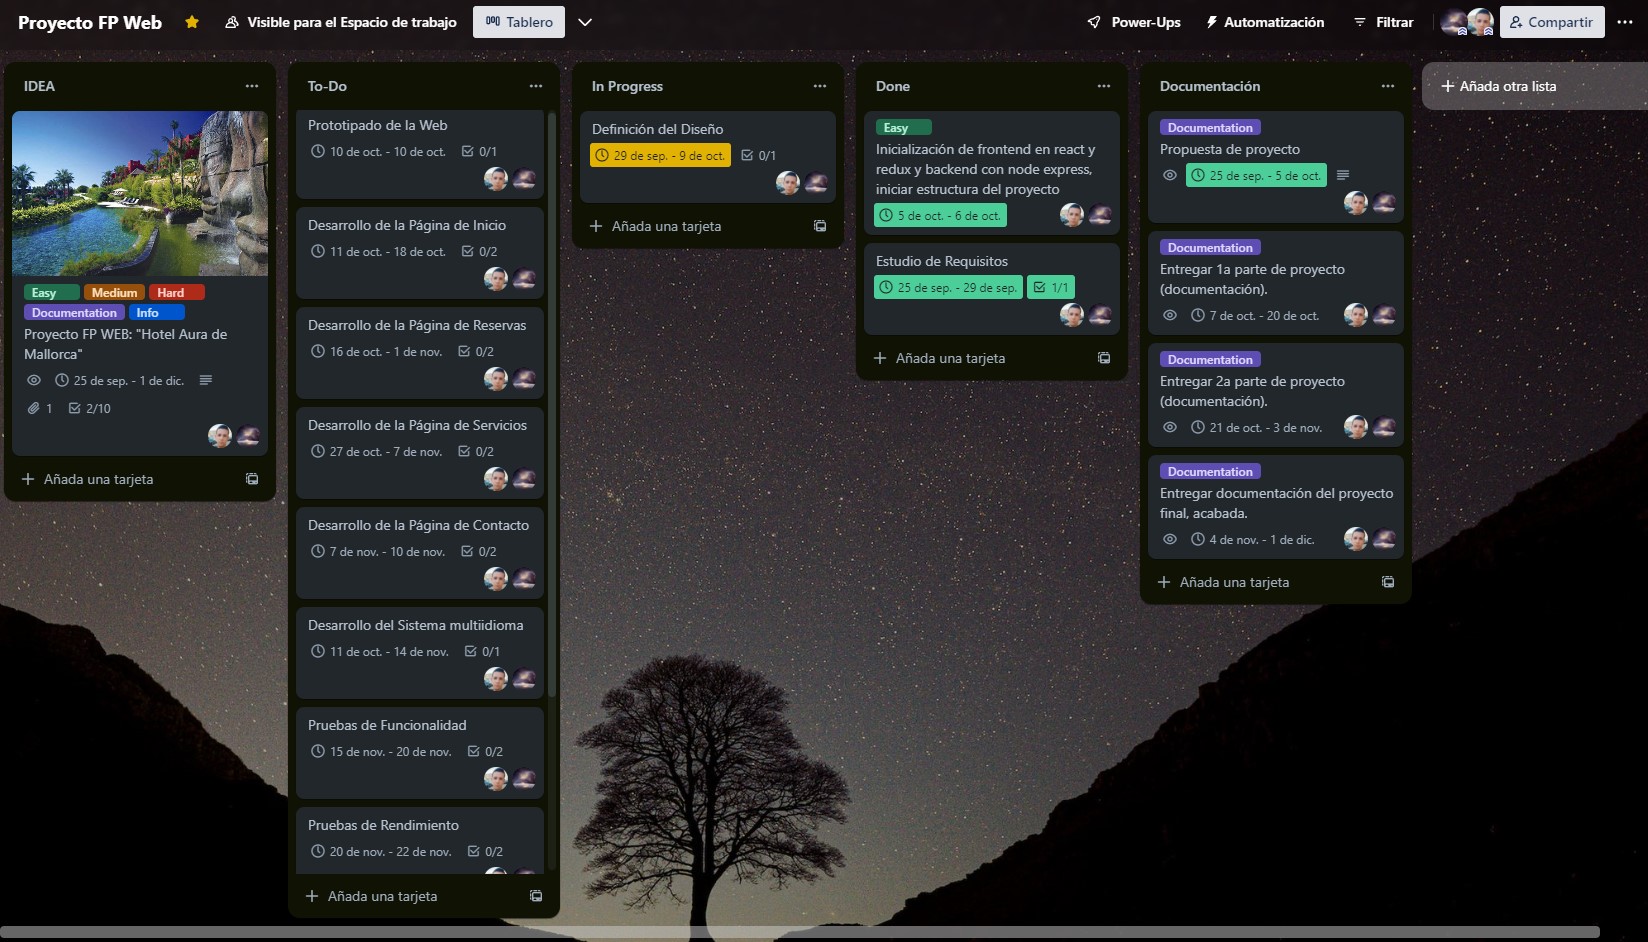 Proyecto FP Web
Visible para el Espacio de trabajo
Tablero
Power-Ups
Automatización
Filtrar
Compartir
IDEA
Easy
Medium
Hard
Documentation
Info
Proyecto FP WEB: "Hotel Aura de
Mallorca"
25 de sep. - 1 de dic.
1
2/10
Añada una tarjeta
To-Do
Prototipado de la Web
10 de oct. - 10 de oct.
0/1
Desarrollo de la Página de Inicio
11 de oct. - 18 de oct.
0/2
Desarrollo de la Página de Reservas
16 de oct. - 1 de nov.
0/2
Desarrollo de la Página de Servicios
27 de oct. - 7 de nov.
0/2
Desarrollo de la Página de Contacto
7 de nov. - 10 de nov.
0/2
Desarrollo del Sistema multiidioma
11 de oct. - 14 de nov.
0/1
Pruebas de Funcionalidad
15 de nov. - 20 de nov.
0/2
Pruebas de Rendimiento
20 de nov. - 22 de nov.
0/2
Añada una tarjeta
In Progress
Definición del Diseño
29 de sep. - 9 de oct.
0/1
Añada una tarjeta
Done
Easy
Inicialización de frontend en react y
redux y backend con node express,
iniciar estructura del proyecto
5 de oct. - 6 de oct.
Estudio de Requisitos
25 de sep. - 29 de sep.
1/1
Añada una tarjeta
Documentación
Documentation
Propuesta de proyecto
25 de sep. - 5 de oct.
Documentation
Entregar 1a parte de proyecto
(documentación).
7 de oct. - 20 de oct.
Documentation
Entregar 2a parte de proyecto
(documentación).
21 de oct. - 3 de nov.
Documentation
Entregar documentación del proyecto
final, acabada.
4 de nov. - 1 de dic.
Añada una tarjeta
Añada otra lista